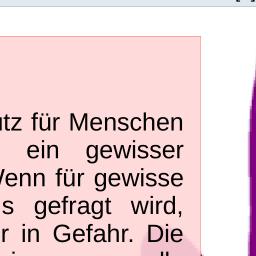 utz für Menschen
ein gewisser
Wenn für gewisse
s gefragt wird,
r in Gefahr. Die